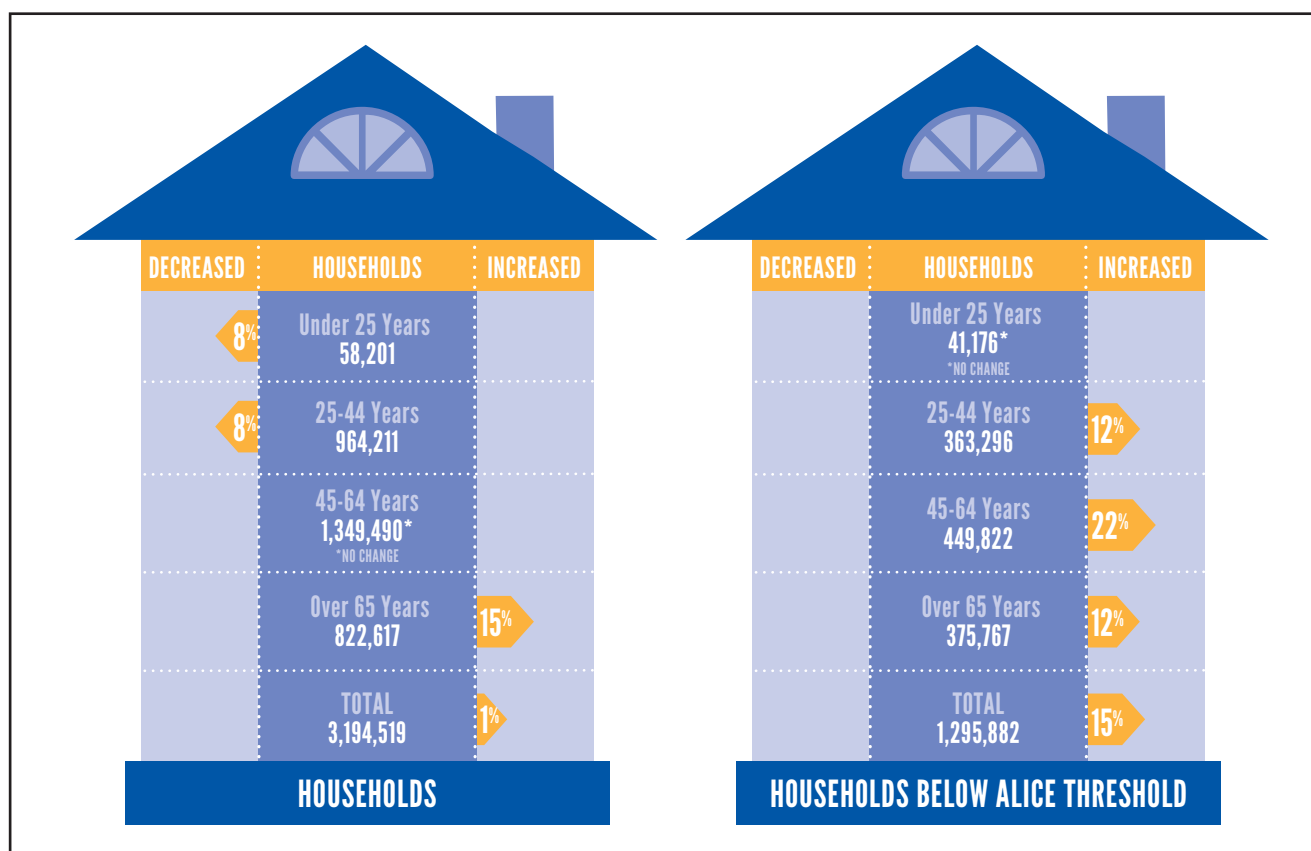 DECREASED HOUSEHOLDS INCREASED
Under 25 Years
8%
58,201
25-44 Years
8%
964,211
45-64 Years
1,349,490*
*NO CHANGE
Over 65 Years
822,617
15%
TOTAL
3,194,519
1%
HOUSEHOLDS
DECREASED HOUSEHOLDS INCREASED
Under 25 Years
41,176*
*NO CHANGE
25-44 Years
363,296
12%
45-64 Years
449,822
22%
Over 65 Years
375,767
12%
TOTAL
1,295,882
15%
HOUSEHOLDS BELOW ALICE THRESHOLD